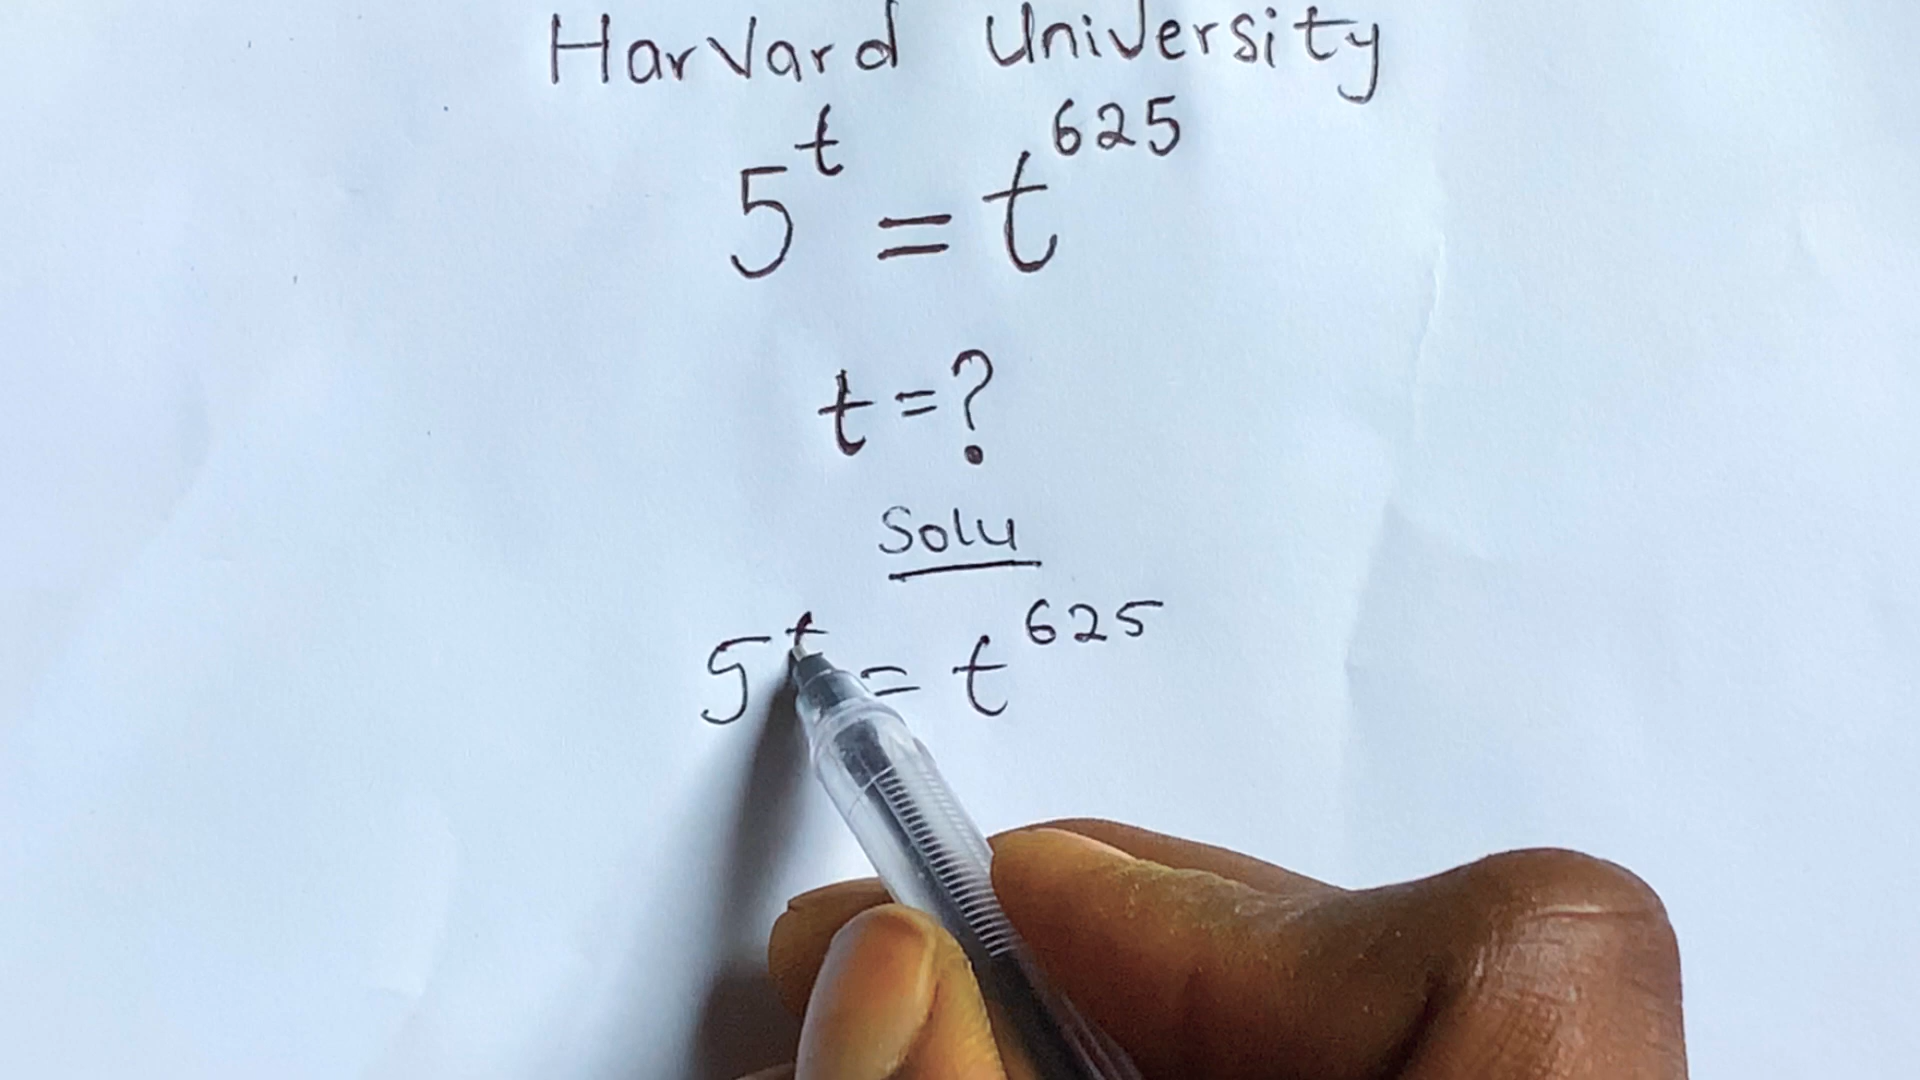 Harvard University
5^t = t^625
t = ?
Solu
5^t = t^625